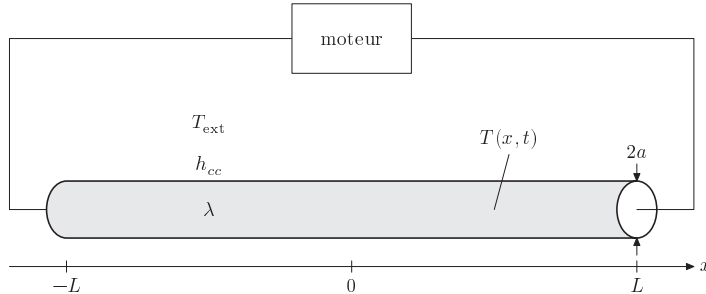 moteur
T_ext
T(x, t)
2a
h_cc
λ
x
−L
0
L